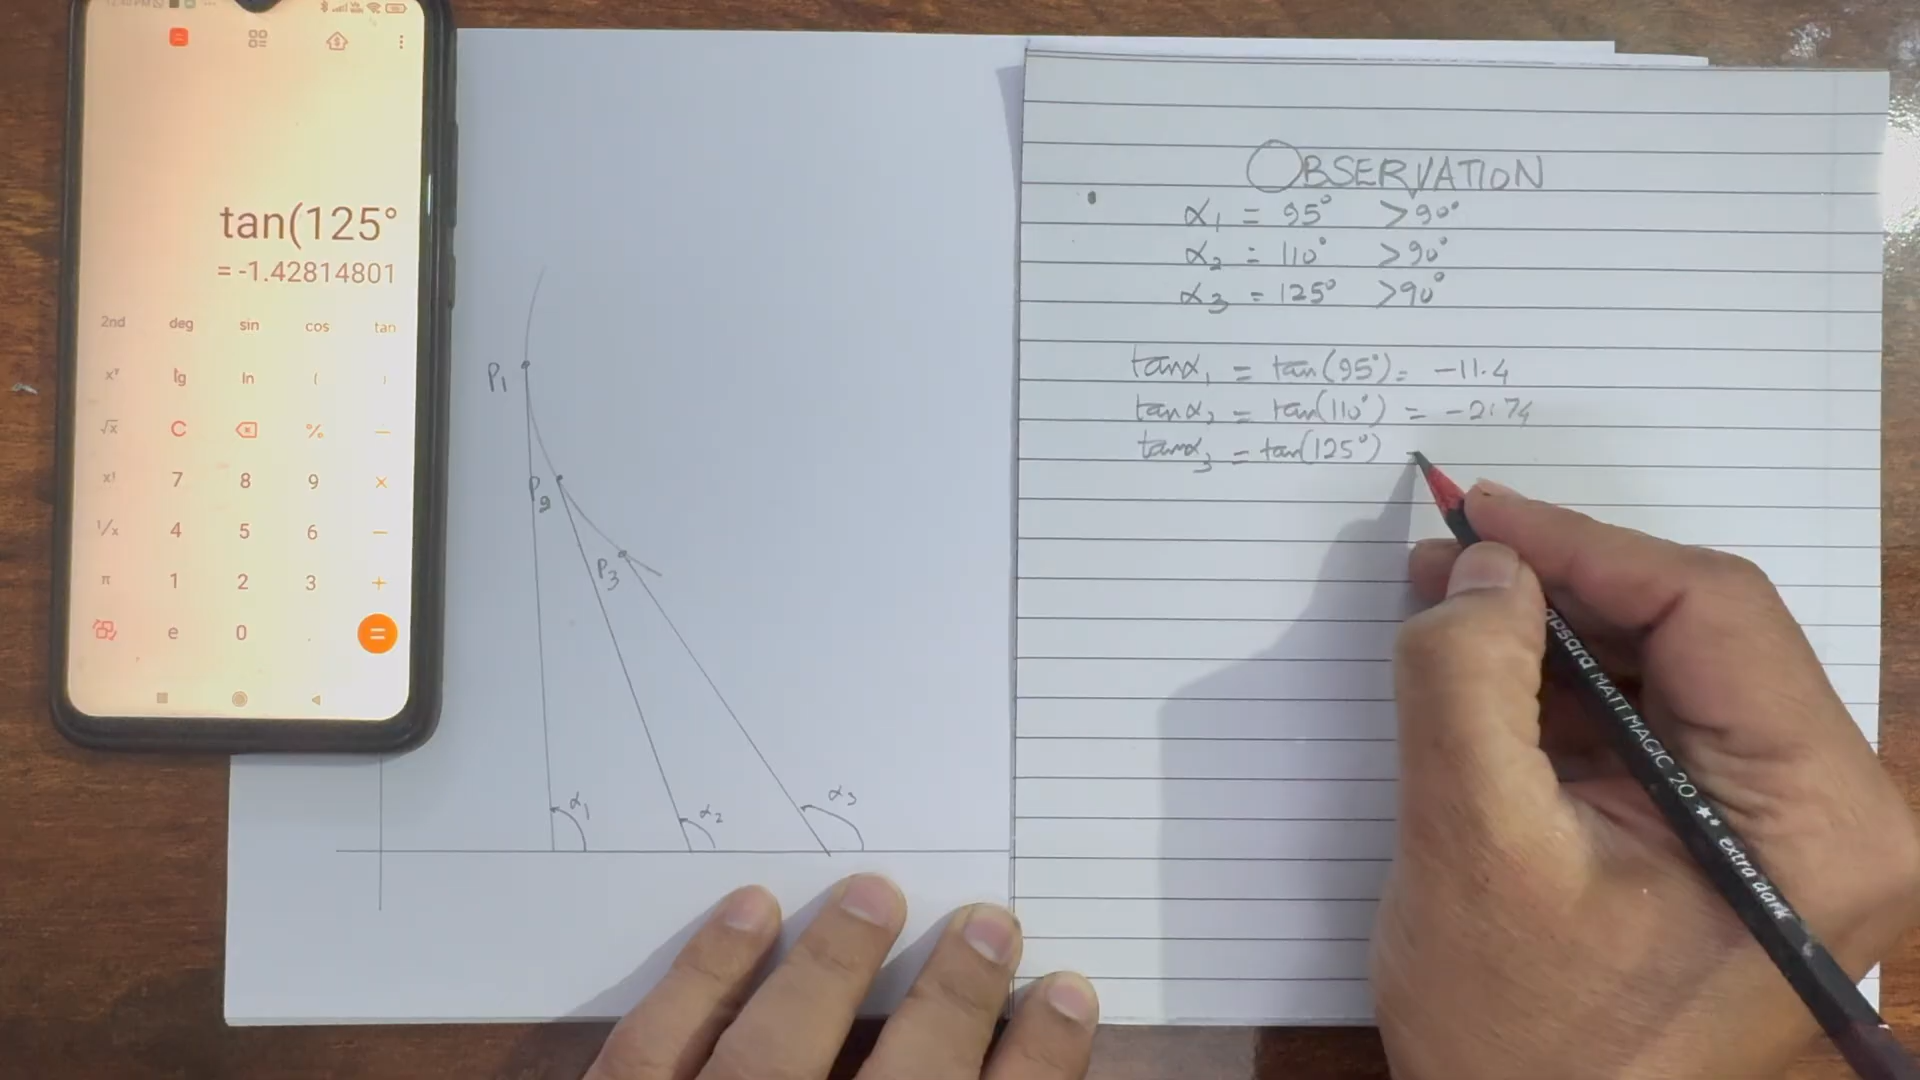 tan(125°
= -1.42814801
2nd deg sin cos tan
xʸ lg ln ( )
√x C %  −
7 8 9 ×
1/x 4 5 6 −
π 1 2 3 +
e 0 . =
P1
P2
P3
α1 α2 α3
OBSERVATION
α1 = 95° >90°
α2 = 110° >90°
α3 = 125° >90°
tanα1 = tan(95°) = -11.4
tanα2 = tan(110°) = -2.74
tanα3 = tan(125°)
apsara MATT MAGIC 20 extra dark